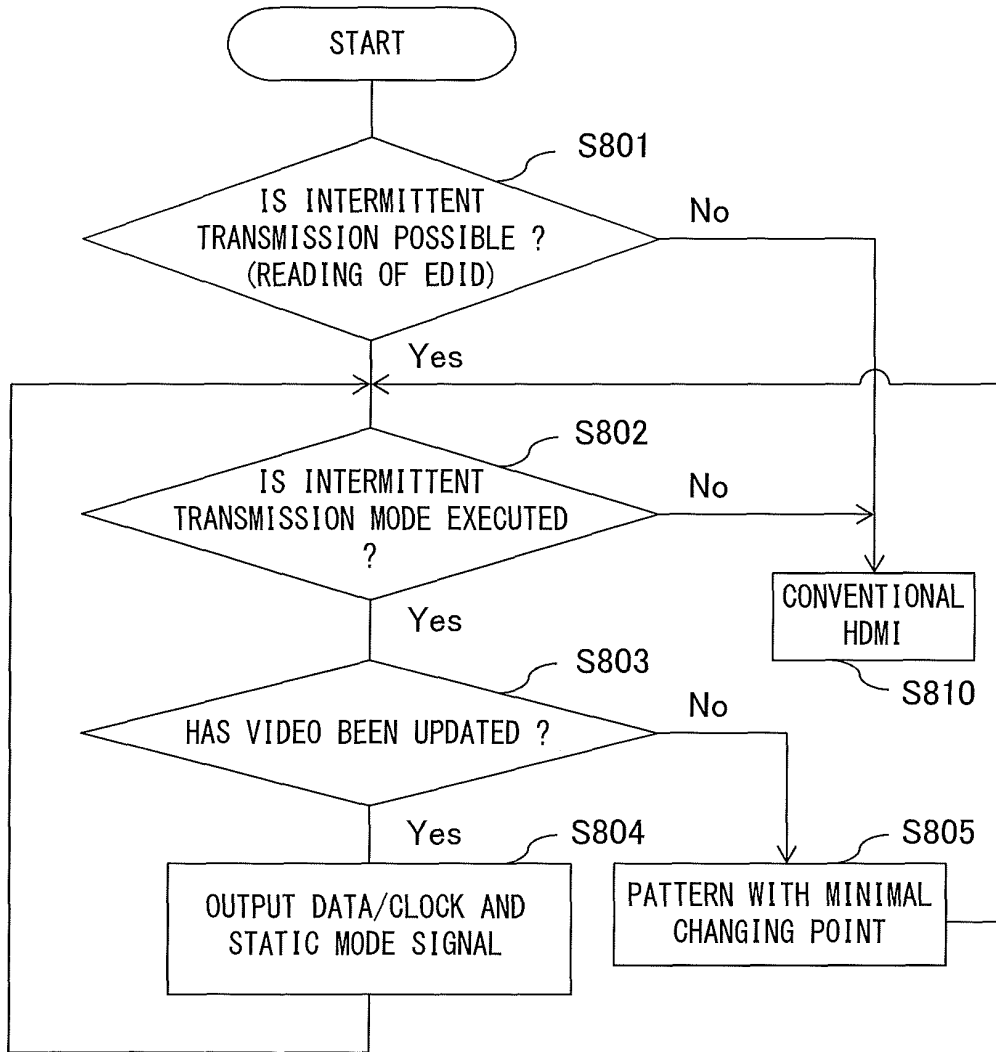 START
S801
IS INTERMITTENT
TRANSMISSION POSSIBLE ?
(READING OF EDID)
No
Yes
S802
IS INTERMITTENT
TRANSMISSION MODE EXECUTED
?
No
Yes
CONVENTIONAL
HDMI
S810
S803
HAS VIDEO BEEN UPDATED ?
No
Yes
S804
OUTPUT DATA/CLOCK AND
STATIC MODE SIGNAL
S805
PATTERN WITH MINIMAL
CHANGING POINT